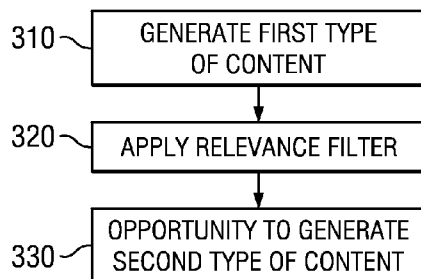 310
GENERATE FIRST TYPE
OF CONTENT
320
APPLY RELEVANCE FILTER
330
OPPORTUNITY TO GENERATE
SECOND TYPE OF CONTENT